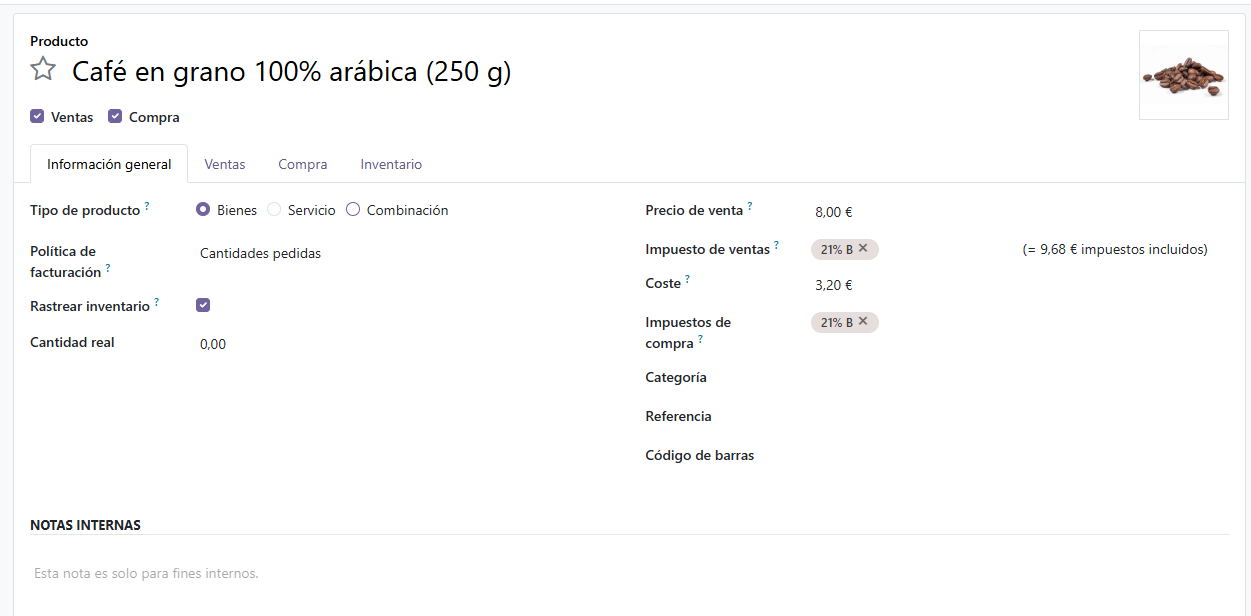 Producto
Café en grano 100% arábica (250 g)
Ventas Compra
Información general Ventas Compra Inventario
Tipo de producto ? Bienes Servicio Combinación
Política de
facturación ? Cantidades pedidas
Rastrear inventario ?
Cantidad real 0,00
Precio de venta ? 8,00 €
Impuesto de ventas ? 21% B ✕ (= 9,68 € impuestos incluidos)
Coste ? 3,20 €
Impuestos de
compra ? 21% B ✕
Categoría
Referencia
Código de barras
NOTAS INTERNAS
Esta nota es solo para fines internos.